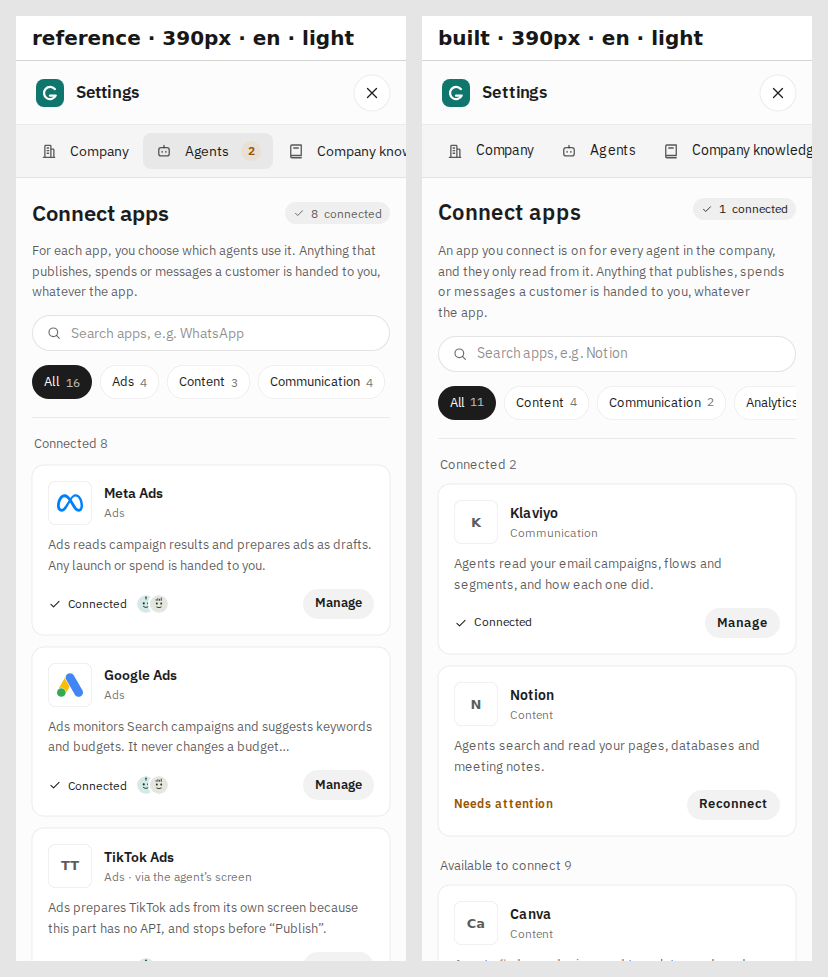 reference · 390px · en · light
Settings
Company
Agents 2
Company know
Connect apps
8 connected
For each app, you choose which agents use it. Anything that
publishes, spends or messages a customer is handed to you,
whatever the app.
Search apps, e.g. WhatsApp
All 16
Ads 4
Content 3
Communication 4
Connected 8
Meta Ads
Ads
Ads reads campaign results and prepares ads as drafts.
Any launch or spend is handed to you.
Connected
Manage
Google Ads
Ads
Ads monitors Search campaigns and suggests keywords
and budgets. It never changes a budget…
Connected
Manage
TT
TikTok Ads
Ads · via the agent’s screen
Ads prepares TikTok ads from its own screen because
this part has no API, and stops before “Publish”.
built · 390px · en · light
Settings
Company
Agents
Company knowledg
Connect apps
1 connected
An app you connect is on for every agent in the company,
and they only read from it. Anything that publishes, spends
or messages a customer is handed to you, whatever
the app.
Search apps, e.g. Notion
All 11
Content 4
Communication 2
Analytics
Connected 2
K
Klaviyo
Communication
Agents read your email campaigns, flows and
segments, and how each one did.
Connected
Manage
N
Notion
Content
Agents search and read your pages, databases and
meeting notes.
Needs attention
Reconnect
Available to connect 9
Ca
Canva
Content